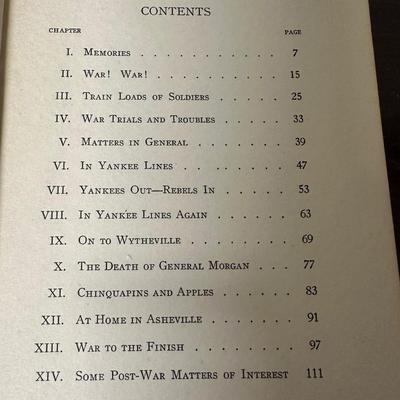 CONTENTS
CHAPTER PAGE
I. Memories . . . . . . . . . . . 7
II. War! War! . . . . . . . . . . 15
III. Train Loads of Soldiers . . . . . 25
IV. War Trials and Troubles . . . . 33
V. Matters in General . . . . . . 39
VI. In Yankee Lines . . . . . . . 47
VII. Yankees Out—Rebels In . . . . . 53
VIII. In Yankee Lines Again . . . . . 63
IX. On to Wytheville . . . . . . . 69
X. The Death of General Morgan . . . 77
XI. Chinquapins and Apples . . . . . 83
XII. At Home in Asheville . . . . . . 91
XIII. War to the Finish . . . . . . . 97
XIV. Some Post-War Matters of Interest 111